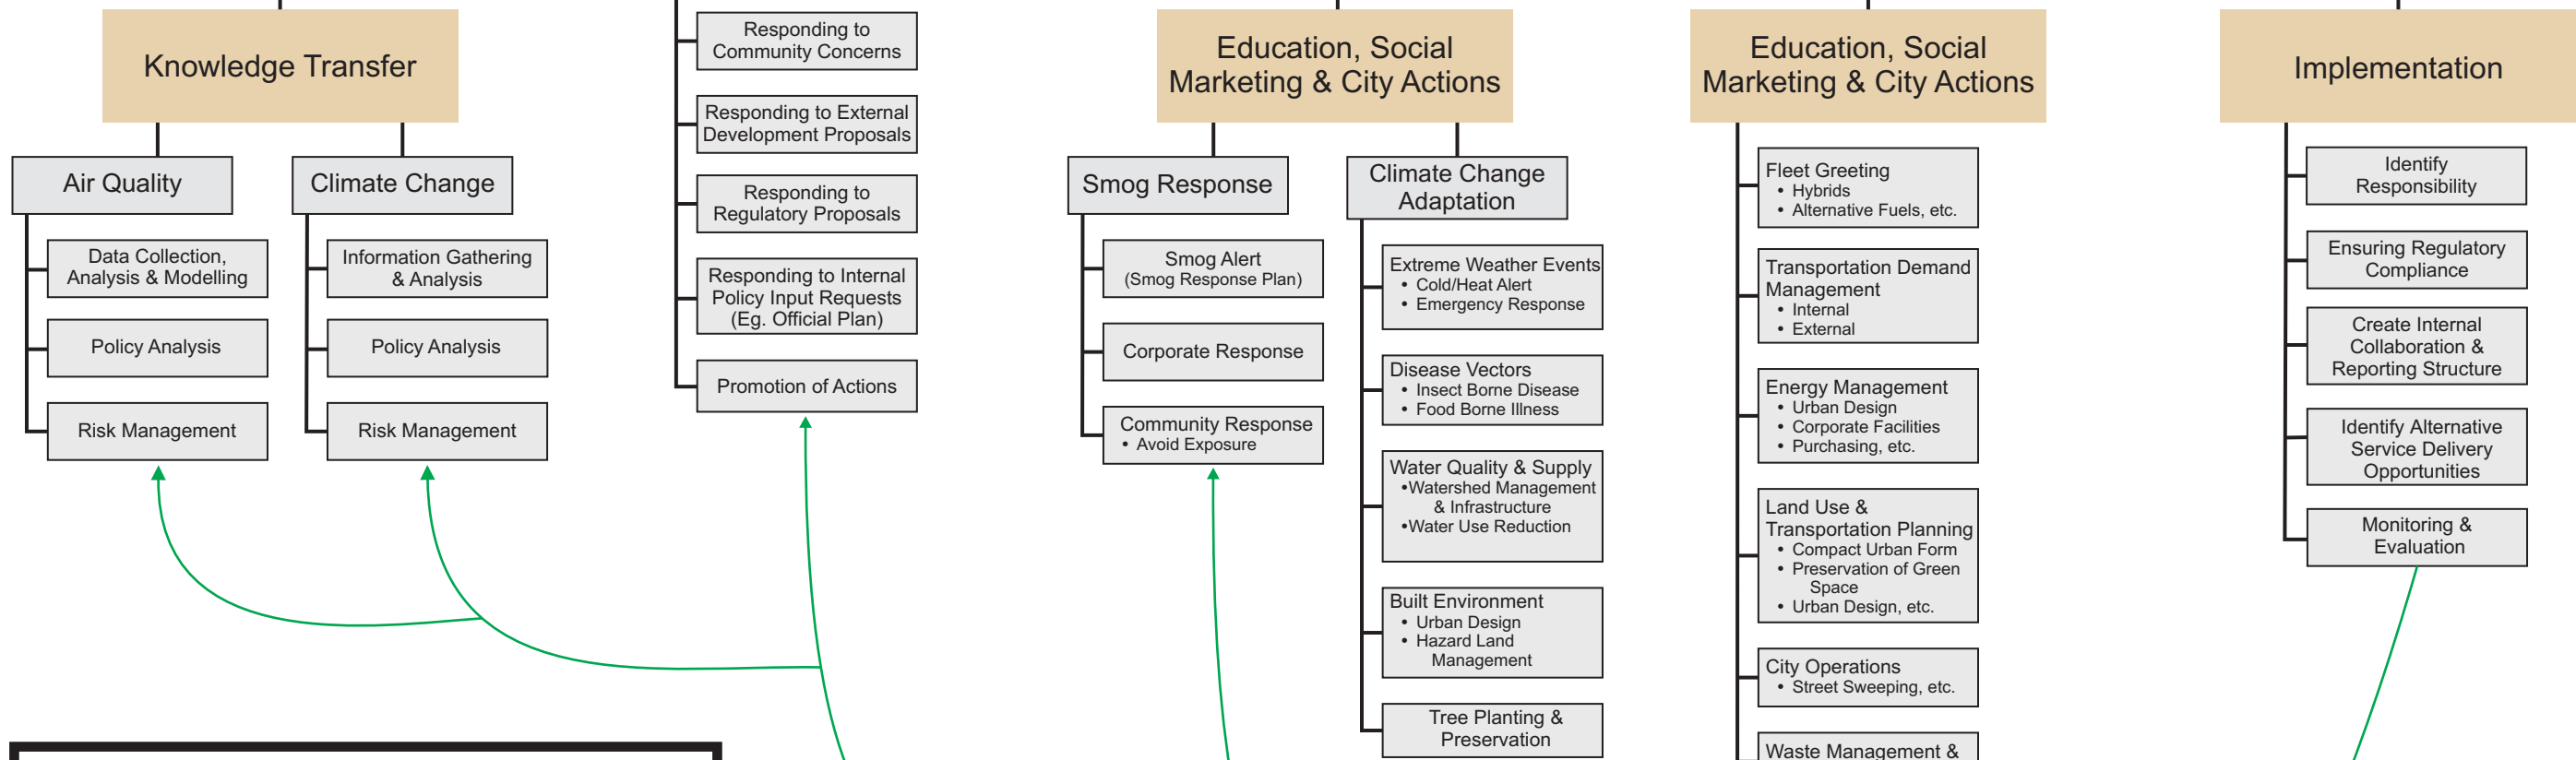 Knowledge Transfer
Air Quality
Data Collection,
Analysis & Modelling
Policy Analysis
Risk Management
Climate Change
Information Gathering
& Analysis
Policy Analysis
Risk Management
Responding to
Community Concerns
Responding to External
Development Proposals
Responding to
Regulatory Proposals
Responding to Internal
Policy Input Requests
(Eg. Official Plan)
Promotion of Actions
Education, Social
Marketing & City Actions
Smog Response
Smog Alert
(Smog Response Plan)
Corporate Response
Community Response
• Avoid Exposure
Climate Change
Adaptation
Extreme Weather Events
• Cold/Heat Alert
• Emergency Response
Disease Vectors
• Insect Borne Disease
• Food Borne Illness
Water Quality & Supply
•Watershed Management
& Infrastructure
•Water Use Reduction
Built Environment
• Urban Design
• Hazard Land
Management
Tree Planting &
Preservation
Education, Social
Marketing & City Actions
Fleet Greeting
• Hybrids
• Alternative Fuels, etc.
Transportation Demand
Management
• Internal
• External
Energy Management
• Urban Design
• Corporate Facilities
• Purchasing, etc.
Land Use &
Transportation Planning
• Compact Urban Form
• Preservation of Green
Space
• Urban Design, etc.
City Operations
• Street Sweeping, etc.
Waste Management &
Implementation
Identify
Responsibility
Ensuring Regulatory
Compliance
Create Internal
Collaboration &
Reporting Structure
Identify Alternative
Service Delivery
Opportunities
Monitoring &
Evaluation